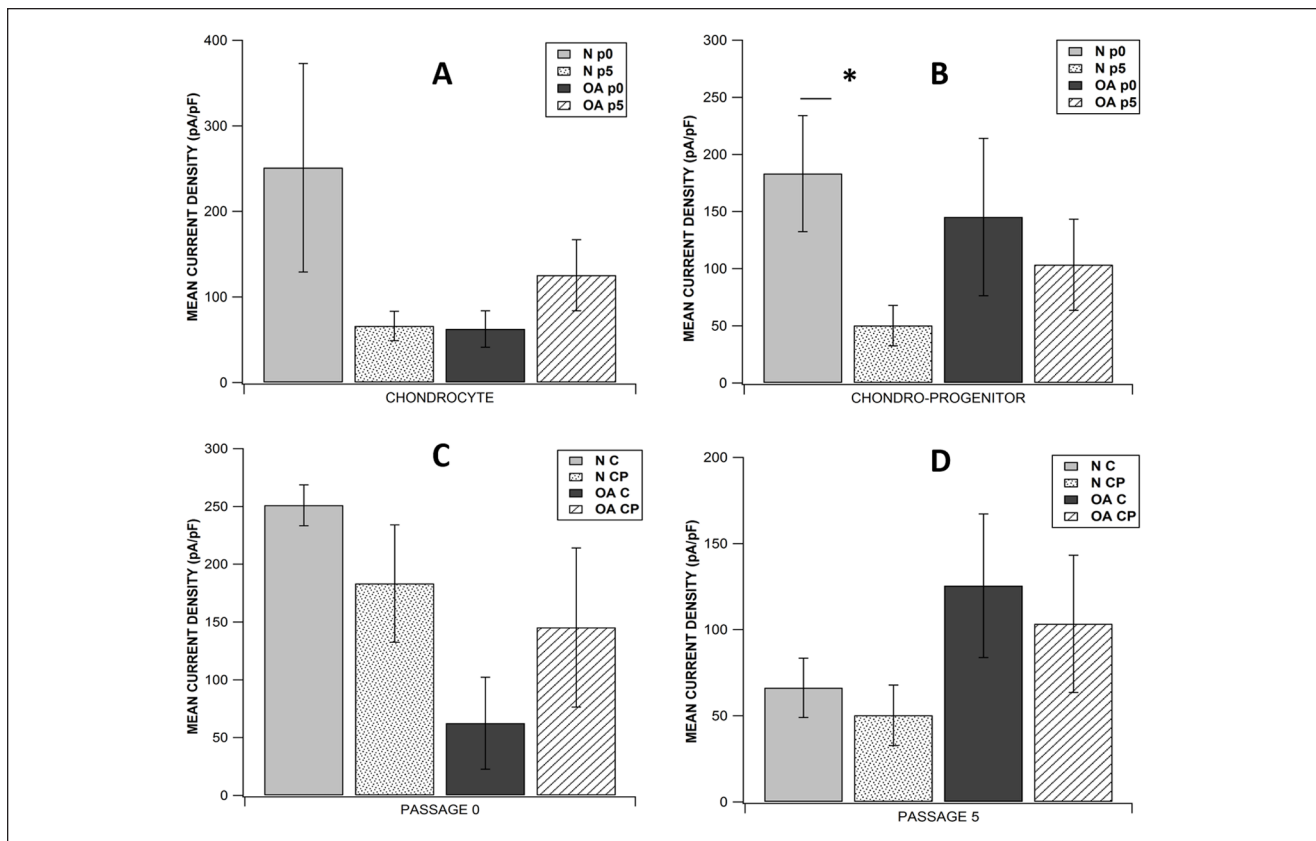 A
400
300
200
100
0
MEAN CURRENT DENSITY (pA/pF)
N p0
N p5
OA p0
OA p5
CHONDROCYTE
B
*
300
250
200
150
100
50
0
MEAN CURRENT DENSITY (pA/pF)
N p0
N p5
OA p0
OA p5
CHONDRO-PROGENITOR
C
300
250
200
150
100
50
0
MEAN CURRENT DENSITY (pA/pF)
N C
N CP
OA C
OA CP
PASSAGE 0
D
200
150
100
50
0
MEAN CURRENT DENSITY (pA/pF)
N C
N CP
OA C
OA CP
PASSAGE 5